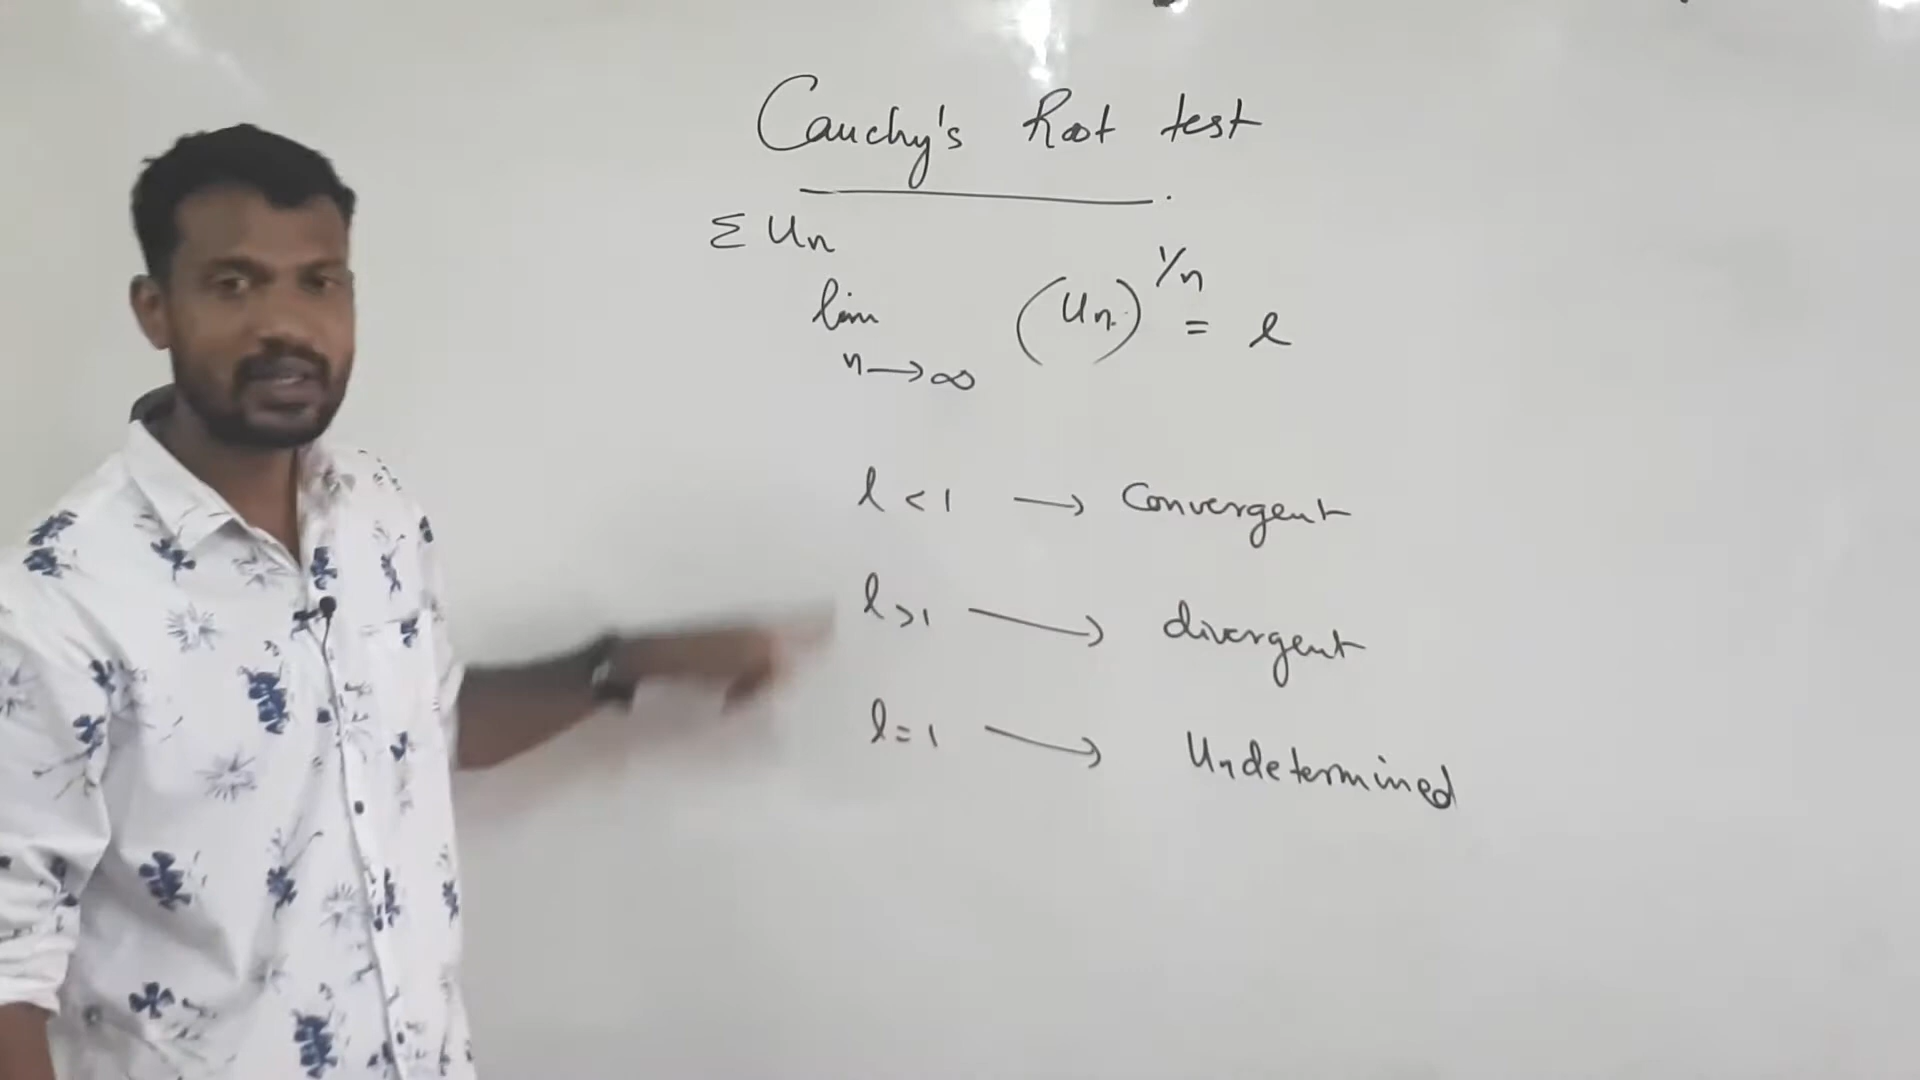 Cauchy's Root test
Σ Un
lim (Un)^1/n = l
n→∞
l < 1 → Convergent
l > 1 → divergent
l = 1 → Undetermined